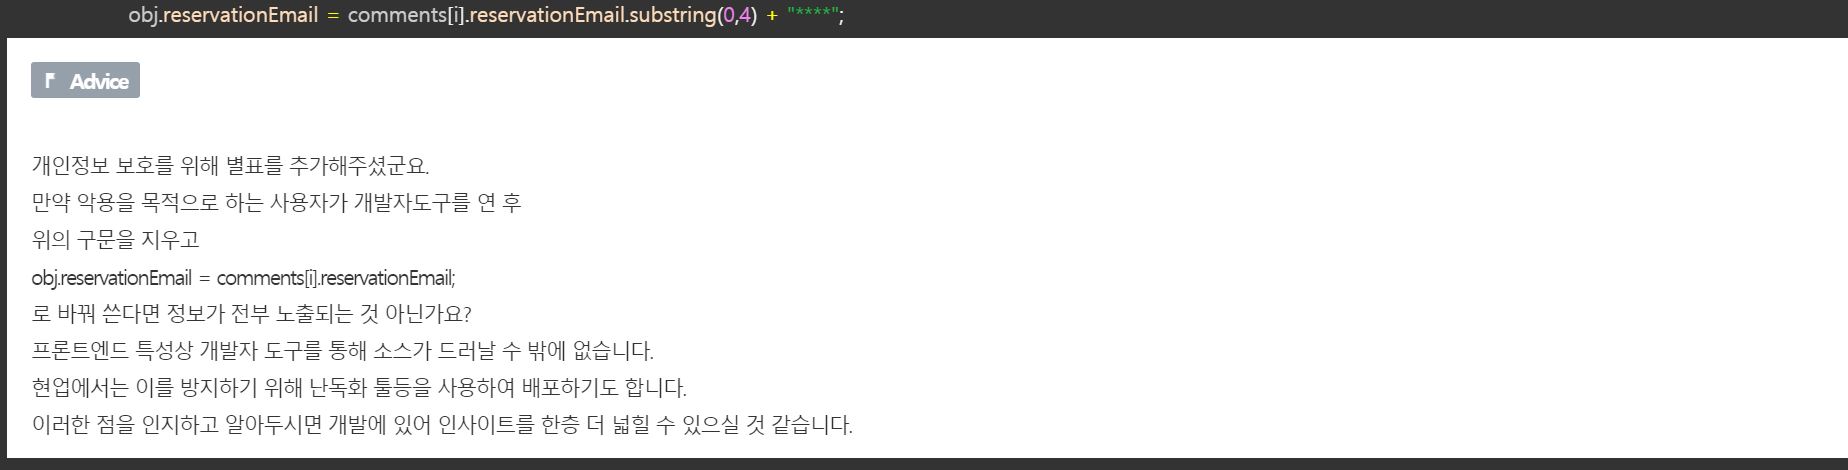 obj.reservationEmail = comments[i].reservationEmail.substring(0,4) + "****";
Advice
개인정보 보호를 위해 별표를 추가해주셨군요.
만약 악용을 목적으로 하는 사용자가 개발자도구를 연 후
위의 구문을 지우고
obj.reservationEmail = comments[i].reservationEmail;
로 바꿔 쓴다면 정보가 전부 노출되는 것 아닌가요?
프론트엔드 특성상 개발자 도구를 통해 소스가 드러날 수 밖에 없습니다.
현업에서는 이를 방지하기 위해 난독화 툴등을 사용하여 배포하기도 합니다.
이러한 점을 인지하고 알아두시면 개발에 있어 인사이트를 한층 더 넓힐 수 있으실 것 같습니다.